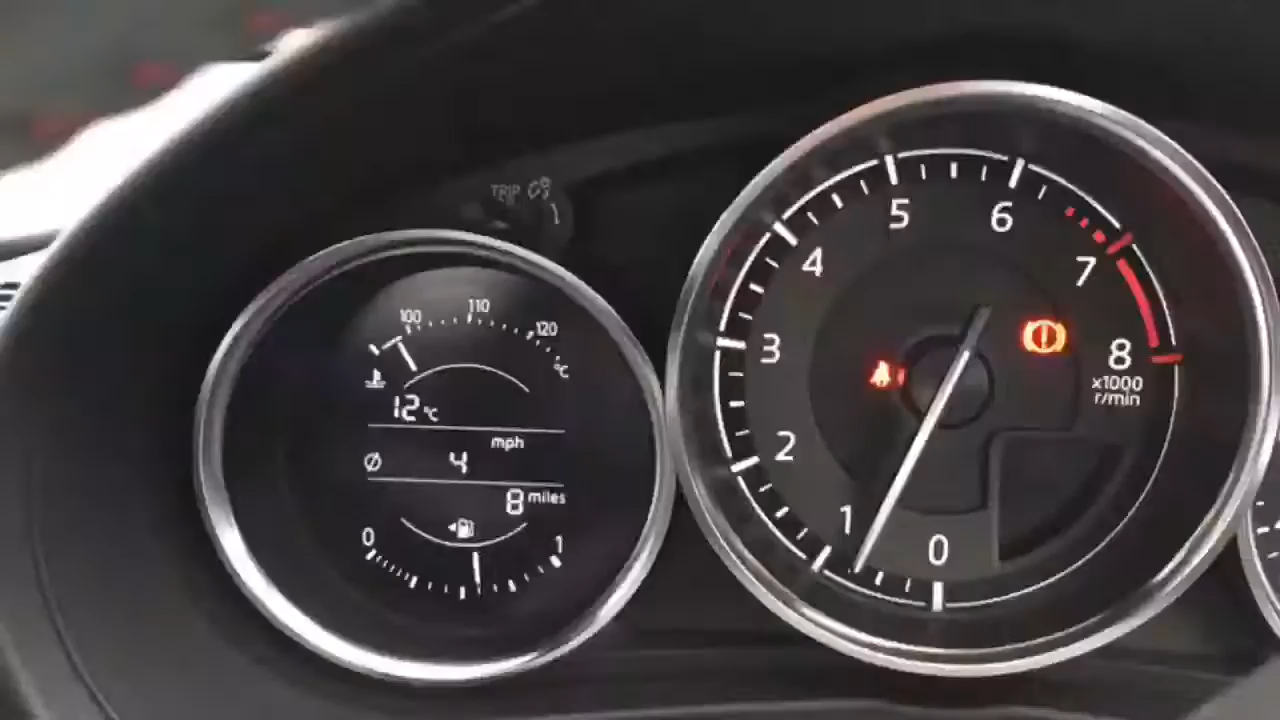 TRIP
100 110 120
°C
12°C
mph
4
8 miles
0 1
0 1 2 3 4 5 6 7 8
x1000
r/min